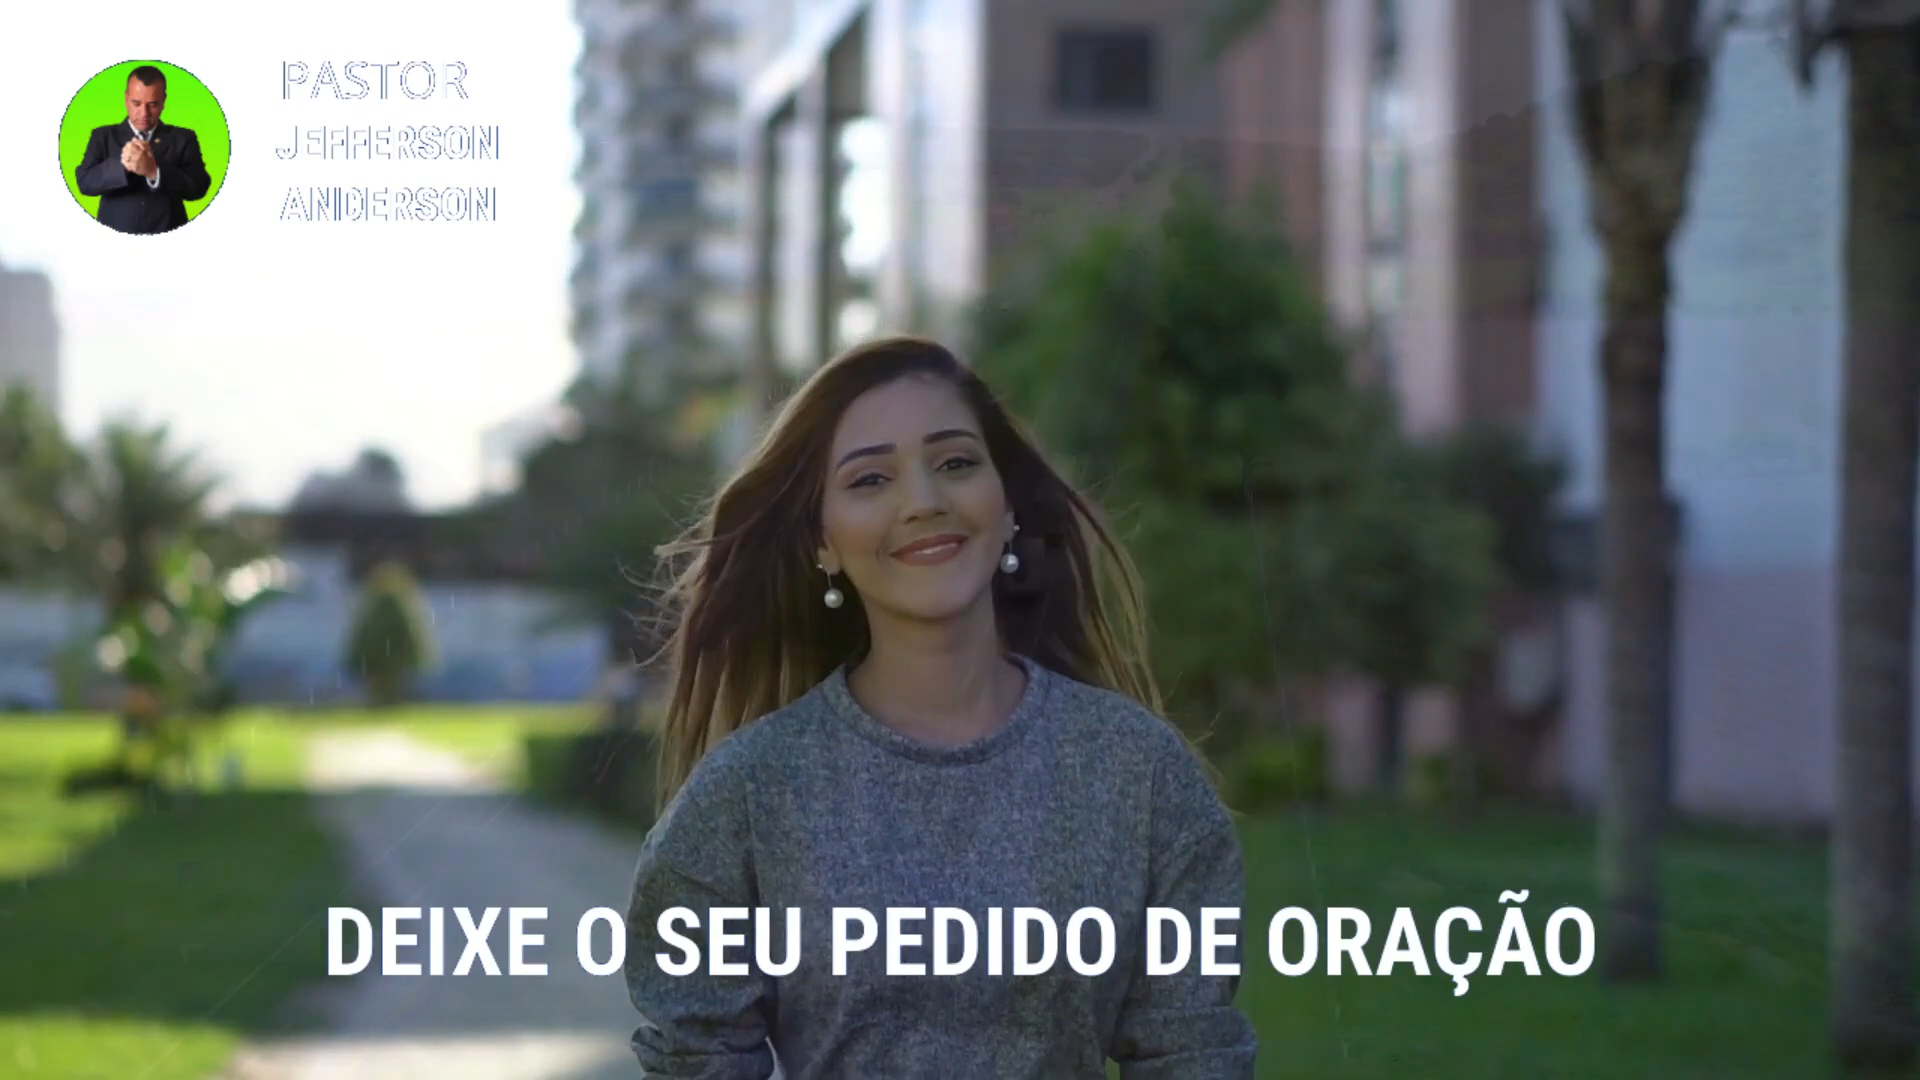 PASTOR
JEFFERSON
ANDERSON
DEIXE O SEU PEDIDO DE ORAÇÃO